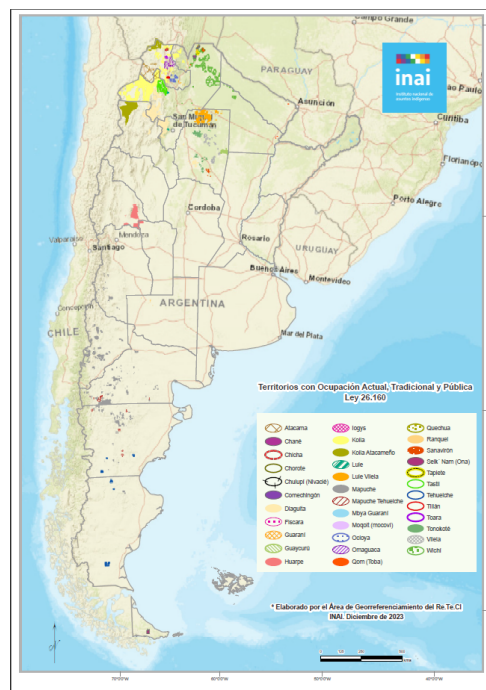 Campo Grande
inai
instituto nacional de
asuntos indígenas
PARAGUAY
Asunción
Curitiba
San Miguel
de Tucumán
Porto Alegre
Cordoba
Mendoza
Valparaíso
Santiago
Rosario
URUGUAY
Buenos Aires
Montevideo
ARGENTINA
Concepción
CHILE
Mar del Plata
Territorios con Ocupación Actual, Tradicional y Pública
Ley 26.160
Atacama
Chané
Chicha
Chorote
Chulupí (Nivaclé)
Comechingón
Diaguita
Guaraní
Guaycurú
Huarpe
Iogys
Kolla
Kolla Atacameño
Lule
Lule Vilela
Mapuche
Mapuche Tehuelche
Mbya Guaraní
Moqoit (mocoví)
Ocloya
Omaguaca
Qom (Toba)
Quechua
Ranquel
Sanavirón
Selk´ Nam (Ona)
Tapiete
Tastil
Tehuelche
Tilián
Toara
Tonokoté
Vilela
Wichí
* Elaborado por el Área de Georreferenciamiento del Re.Te.CI
INAI. Diciembre de 2023